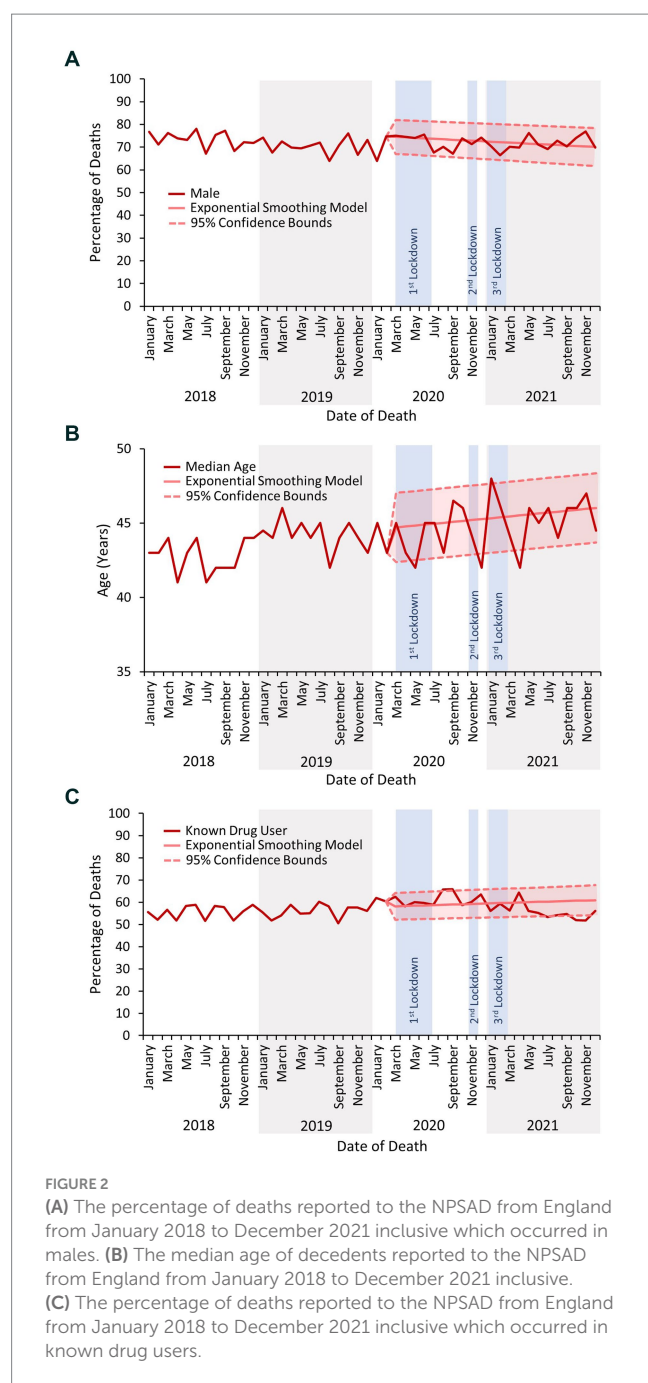 A
100
90
80
70
60
50
40
30
20
10
0
Percentage of Deaths
Male
Exponential Smoothing Model
95% Confidence Bounds
1st Lockdown
2nd Lockdown
3rd Lockdown
January
March
May
July
September
November
January
March
May
July
September
November
January
March
May
July
September
November
January
March
May
July
September
November
2018
2019
2020
2021
Date of Death
B
50
45
40
35
Age (Years)
Median Age
Exponential Smoothing Model
95% Confidence Bounds
1st Lockdown
2nd Lockdown
3rd Lockdown
January
March
May
July
September
November
January
March
May
July
September
November
January
March
May
July
September
November
January
March
May
July
September
November
2018
2019
2020
2021
Date of Death
C
100
90
80
70
60
50
40
30
20
10
0
Percentage of Deaths
Known Drug User
Exponential Smoothing Model
95% Confidence Bounds
1st Lockdown
2nd Lockdown
3rd Lockdown
January
March
May
July
September
November
January
March
May
July
September
November
January
March
May
July
September
November
January
March
May
July
September
November
2018
2019
2020
2021
Date of Death
FIGURE 2
(A) The percentage of deaths reported to the NPSAD from England
from January 2018 to December 2021 inclusive which occurred in
males. (B) The median age of decedents reported to the NPSAD
from England from January 2018 to December 2021 inclusive.
(C) The percentage of deaths reported to the NPSAD from England
from January 2018 to December 2021 inclusive which occurred in
known drug users.